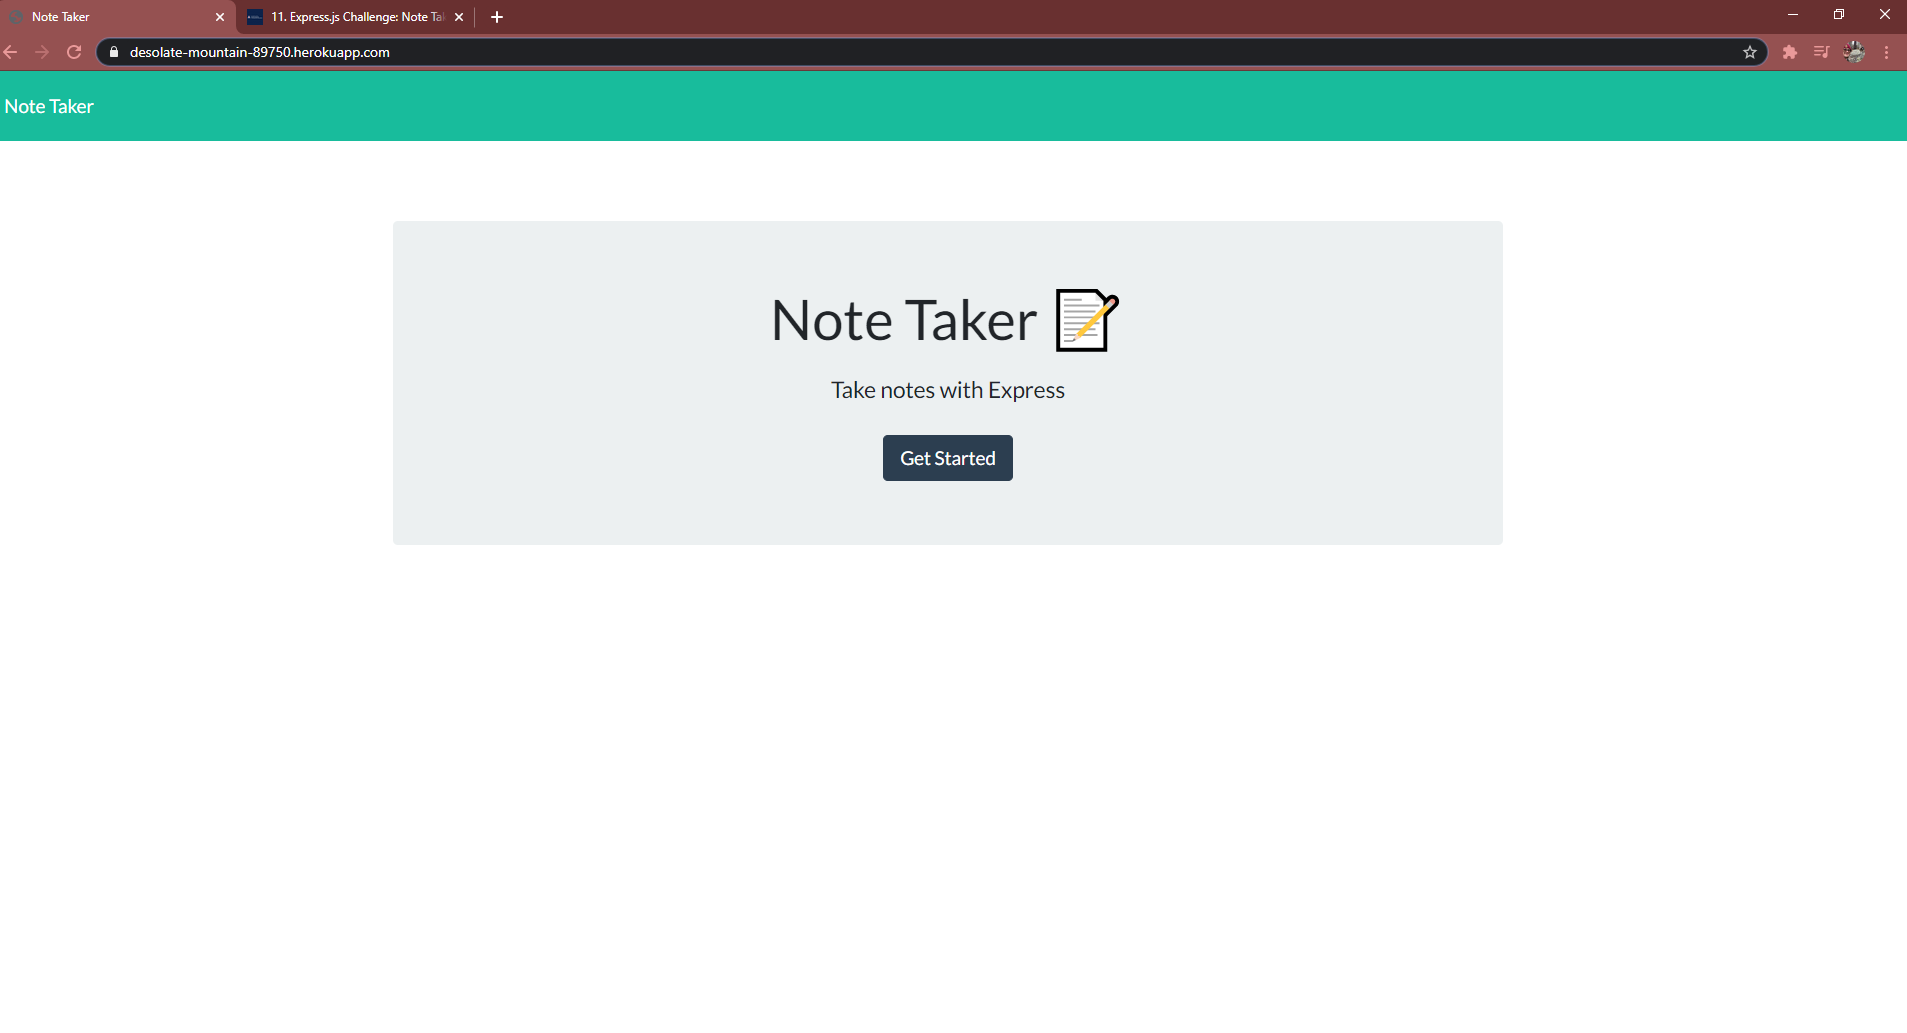 Note Taker
11. Express.js Challenge: Note Ta
desolate-mountain-89750.herokuapp.com
Note Taker
Note Taker
Take notes with Express
Get Started